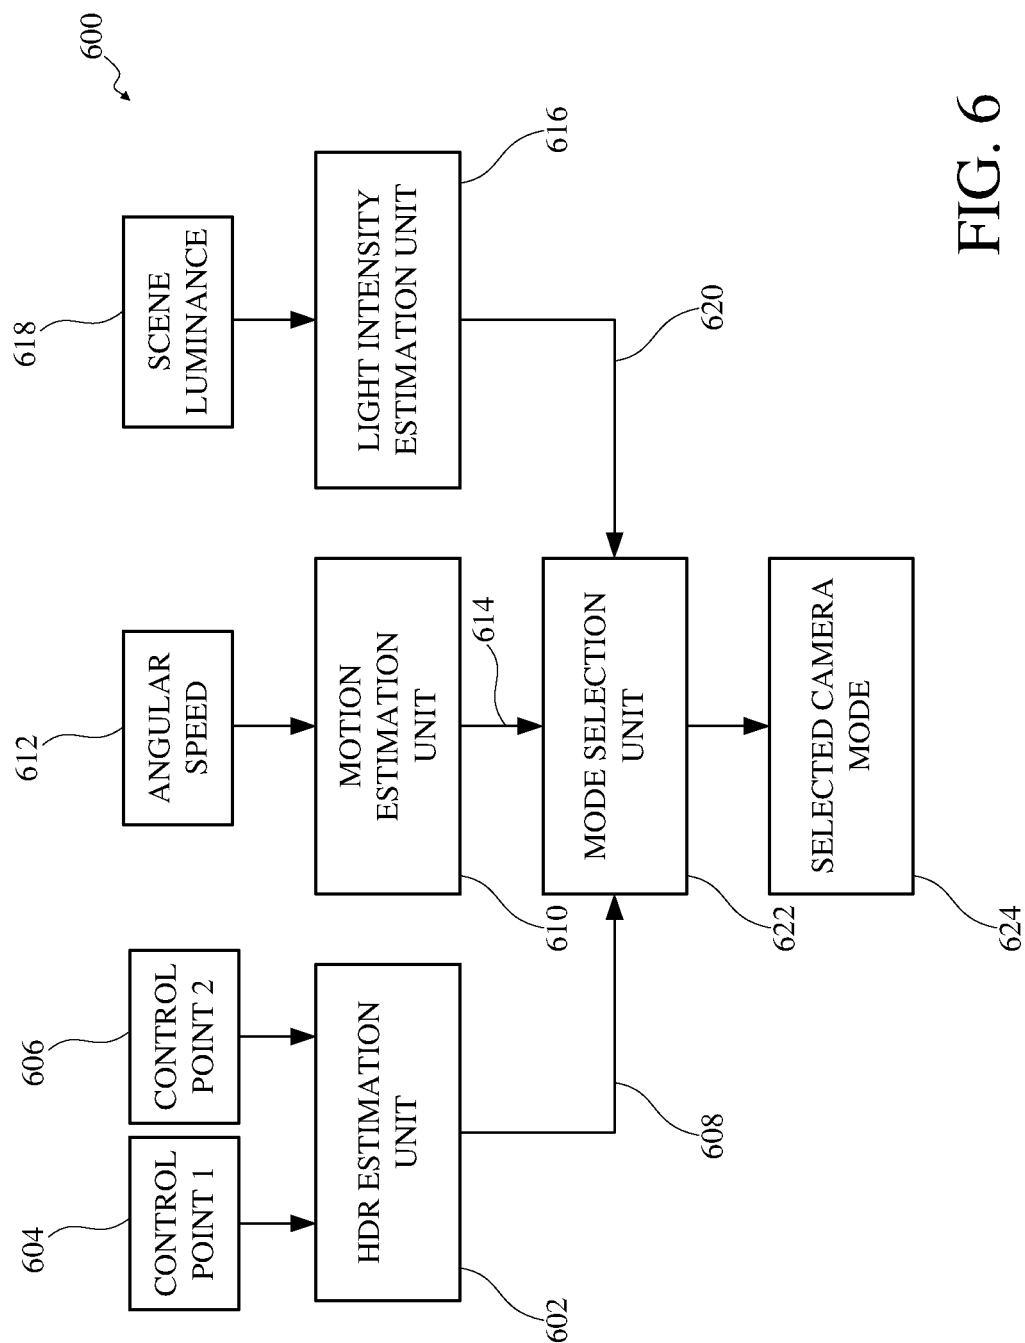 600
604
CONTROL
POINT 1
606
CONTROL
POINT 2
612
ANGULAR
SPEED
618
SCENE
LUMINANCE
HDR ESTIMATION
UNIT
602
MOTION
ESTIMATION
UNIT
610
LIGHT INTENSITY
ESTIMATION UNIT
616
608
614
620
MODE SELECTION
UNIT
622
SELECTED CAMERA
MODE
624
FIG. 6